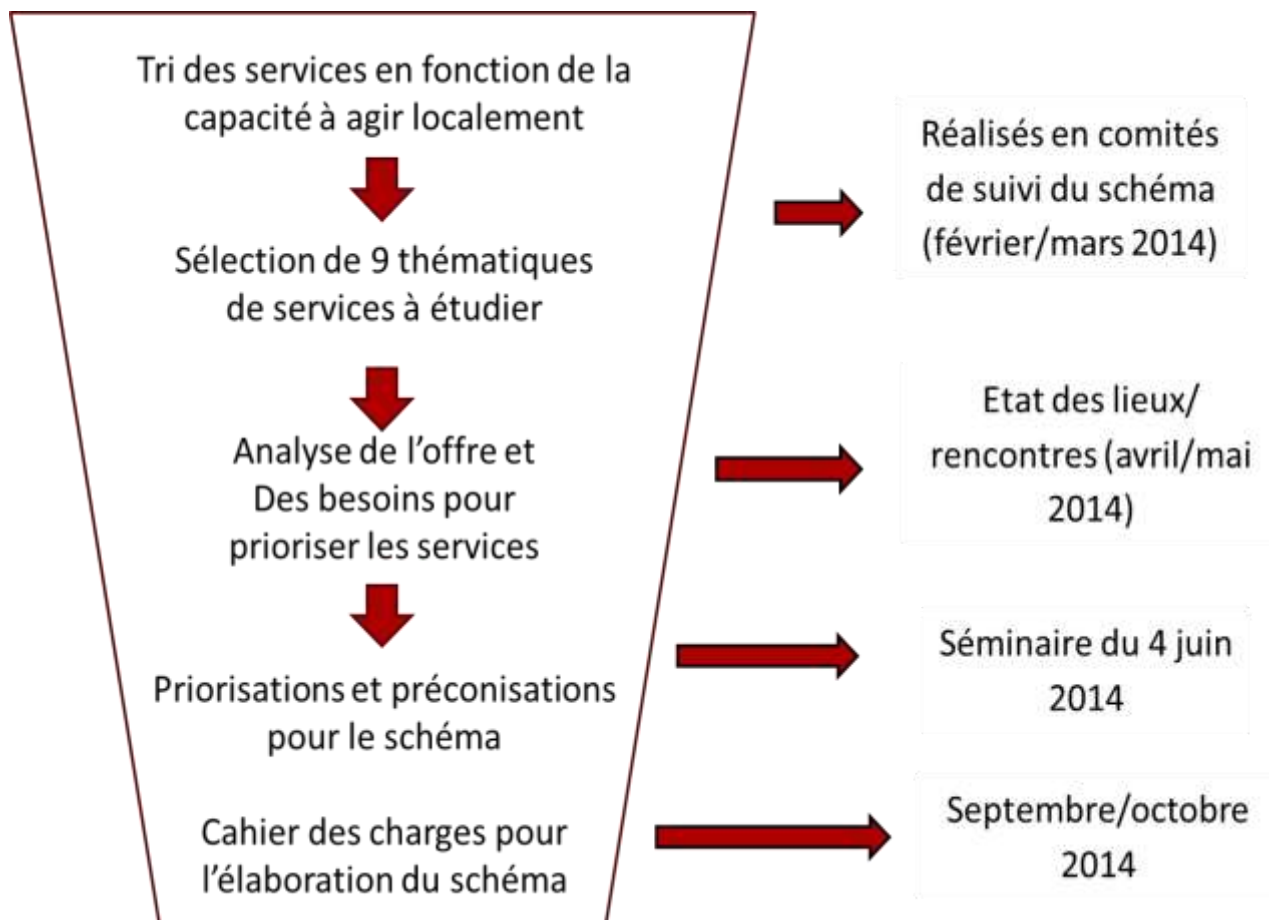 Tri des services en fonction de la
capacité à agir localement
Sélection de 9 thématiques
de services à étudier
Analyse de l'offre et
Des besoins pour
prioriser les services
Priorisations et préconisations
pour le schéma
Cahier des charges pour
l'élaboration du schéma
Réalisés en comités
de suivi du schéma
(février/mars 2014)
Etat des lieux/
rencontres (avril/mai
2014)
Séminaire du 4 juin
2014
Septembre/octobre
2014